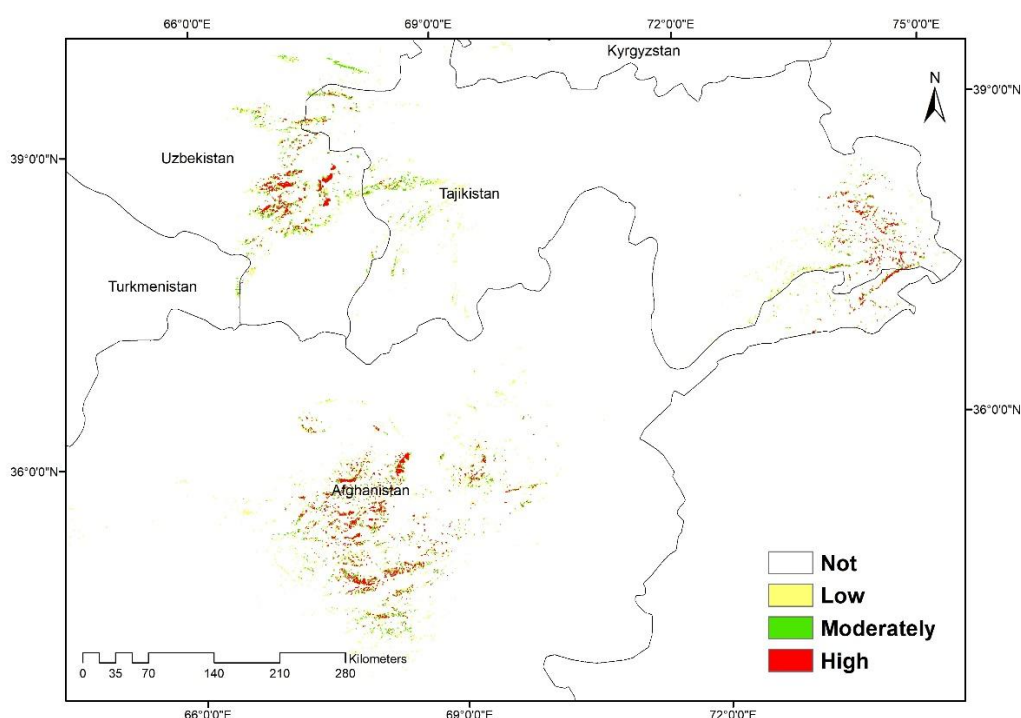 66°0'0"E 69°0'0"E 72°0'0"E 75°0'0"E
Kyrgyzstan
39°0'0"N
N
39°0'0"N
Uzbekistan
Tajikistan
Turkmenistan
36°0'0"N
36°0'0"N
Afghanistan
Not
Low
Moderately
High
Kilometers
0 35 70 140 210 280
66°0'0"E 69°0'0"E 72°0'0"E